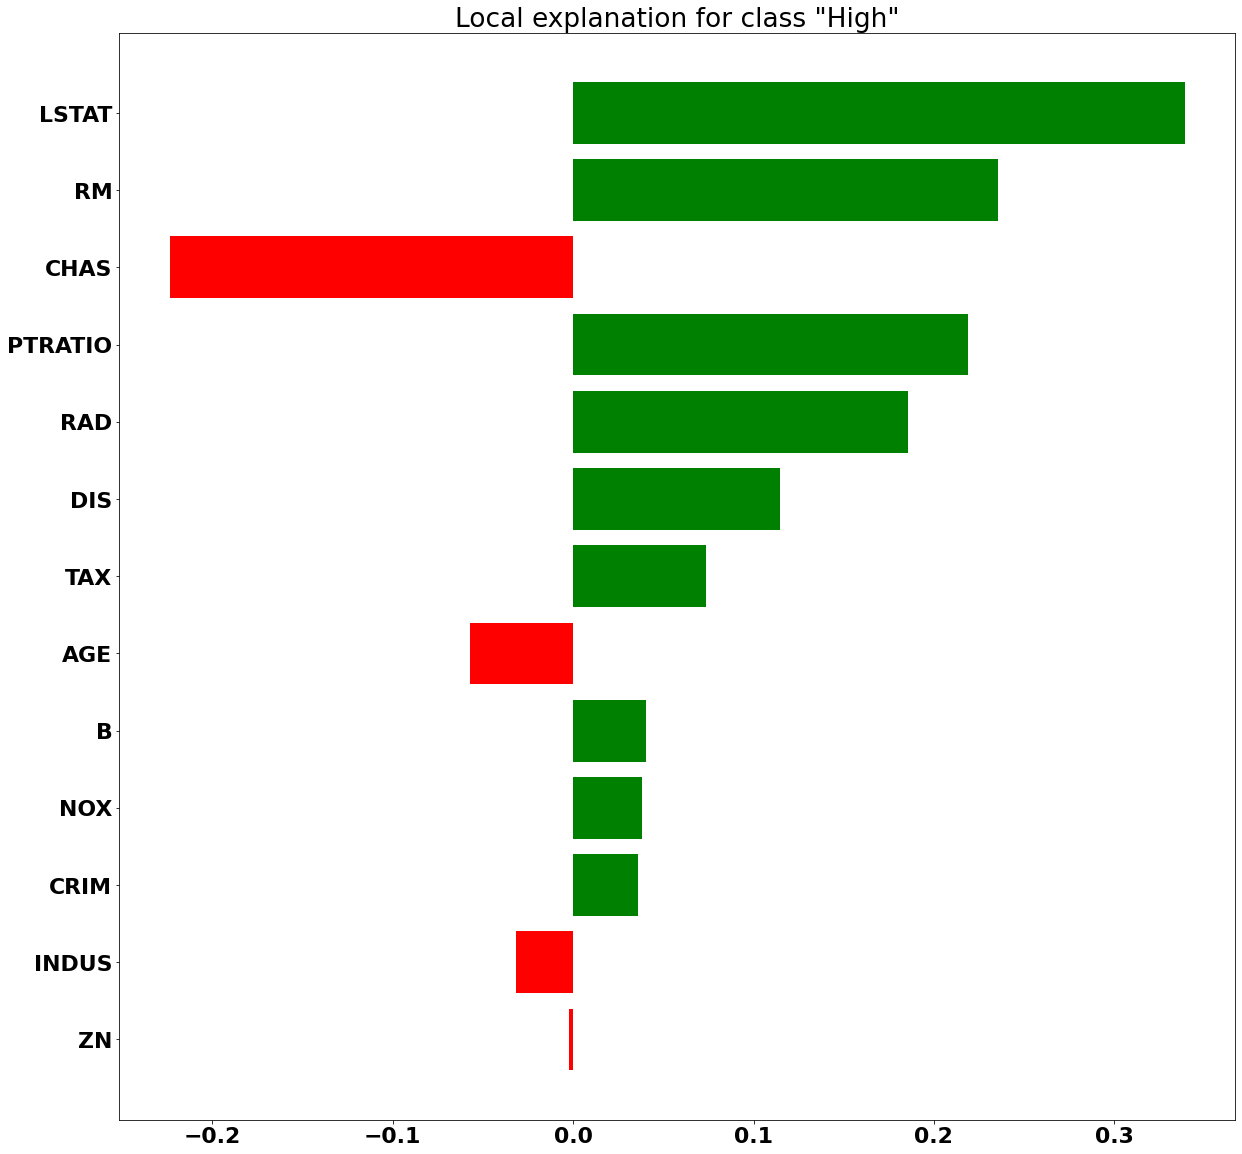 Local explanation for class "High"
LSTAT
RM
CHAS
PTRATIO
RAD
DIS
TAX
AGE
B
NOX
CRIM
INDUS
ZN
−0.2 −0.1 0.0 0.1 0.2 0.3